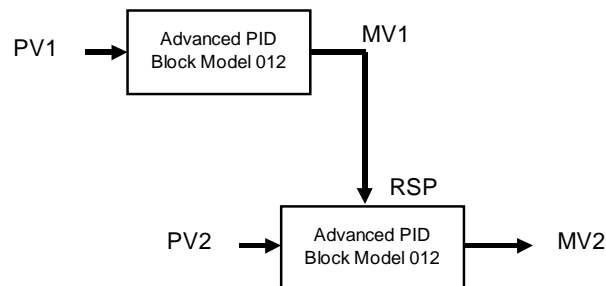 PV1
Advanced PID
Block Model 012
MV1
RSP
PV2
Advanced PID
Block Model 012
MV2